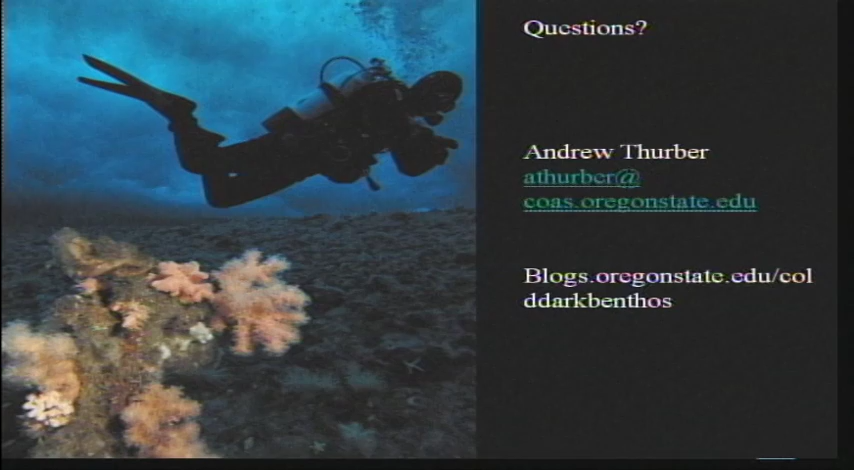 Questions?
Andrew Thurber
athurber@
coas.oregonstate.edu
Blogs.oregonstate.edu/col
ddarkbenthos